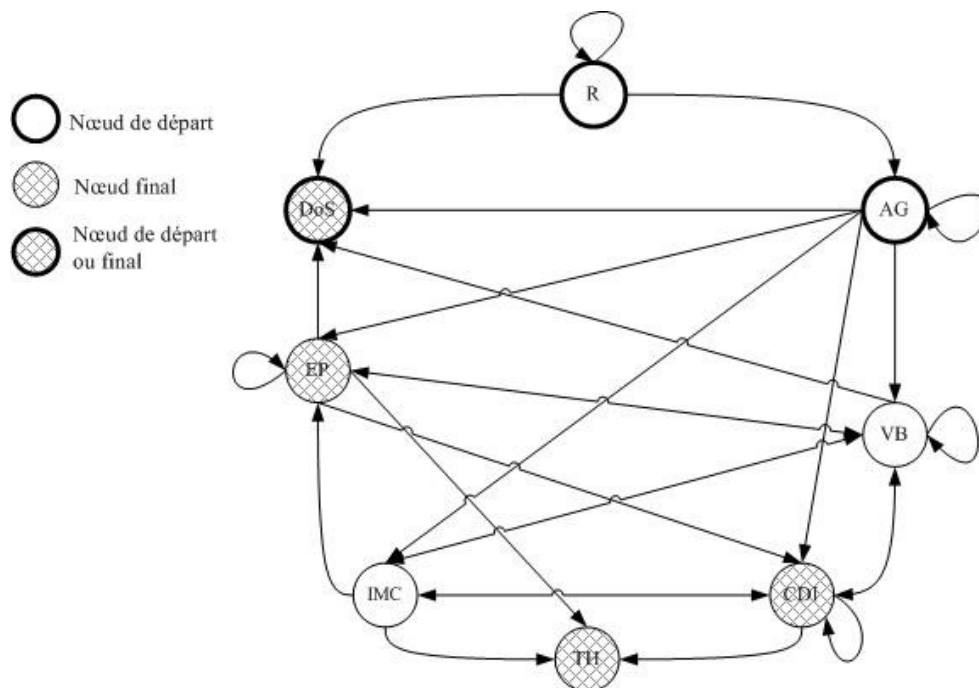 R
Nœud de départ
Nœud final
DoS
AG
Nœud de départ
ou final
EP
VB
IMC
CDI
TH